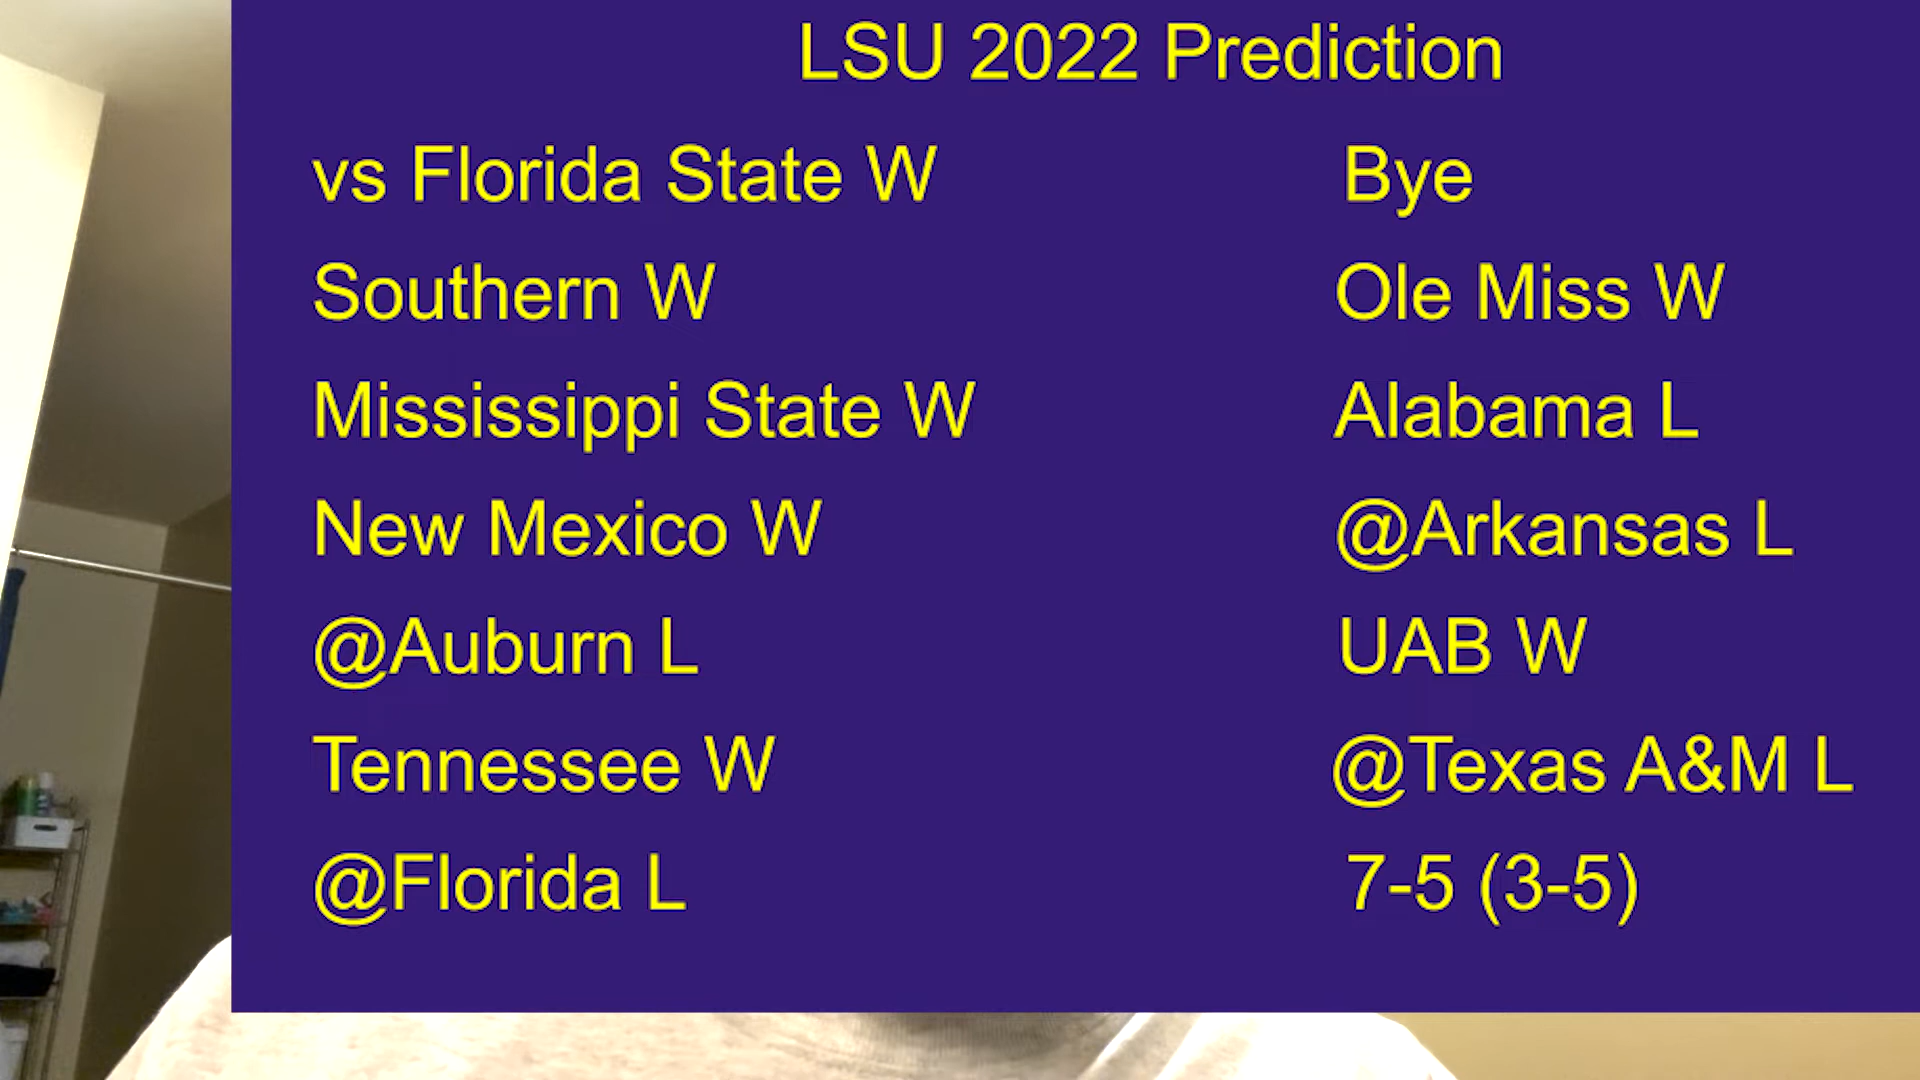 LSU 2022 Prediction
vs Florida State W
Southern W
Mississippi State W
New Mexico W
@Auburn L
Tennessee W
@Florida L
Bye
Ole Miss W
Alabama L
@Arkansas L
UAB W
@Texas A&M L
7-5 (3-5)